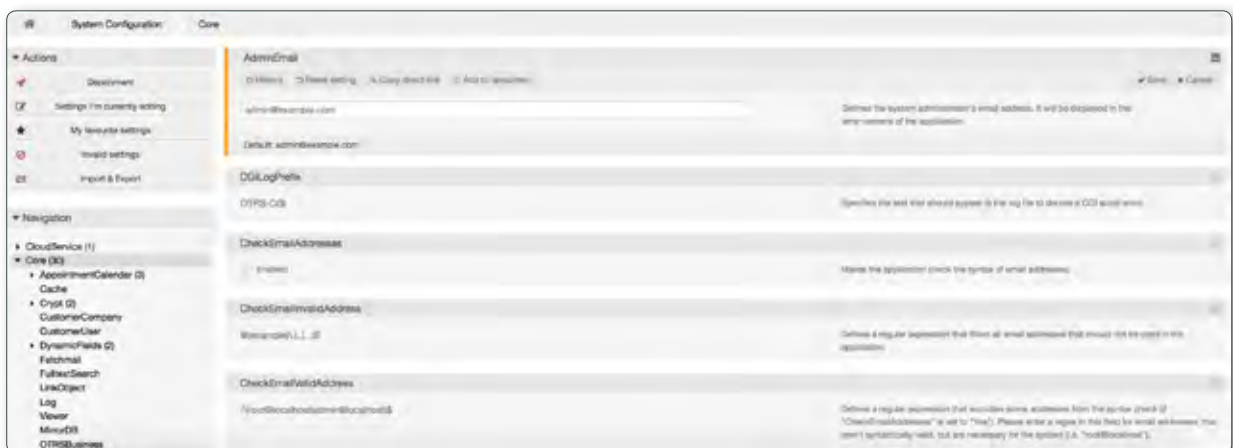 System Configuration Core
Actions
Deployment
Settings I'm currently editing
My favourite settings
Invalid settings
Import & Export
Navigation
CloudService (1)
Core (30)
AppointmentCalendar (3)
Cache
Crypt (2)
CustomerCompany
CustomerUser
DynamicFields (2)
Fetchmail
FulltextSearch
LinkObject
Log
MirrorDB
OTRSBusiness
AdminEmail
History Reset setting Copy direct link Add to favourites
Save Cancel
admin@example.com
Defines the system administrator's email address. It will be displayed in the
error screens of the application.
Default: admin@example.com
CGILogPrefix
OTRS-CGI
Specifies the text that should appear in the log file to denote a CGI script entry.
CheckEmailAddresses
Enabled
Makes the application check the syntax of email addresses.
CheckEmailInvalidAddress
Defines a regular expression that filters all email addresses that should not be used in the
application.
CheckEmailValidAddress
Defines a regular expression that excludes some addresses from the syntax check (if
"CheckEmailAddresses" is set to "Yes"). Please enter a regex in this field for email addresses, that
aren't syntactically valid, but are necessary for the system (i.e. "root@localhost").